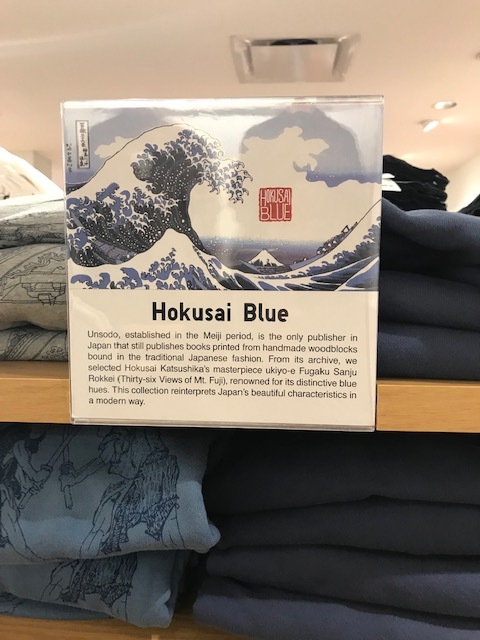 HOKUSAI
BLUE
Hokusai Blue
Unsodo, established in the Meiji period, is the only publisher in
Japan that still publishes books printed from handmade woodblocks
bound in the traditional Japanese fashion. From its archive, we
selected Hokusai Katsushika's masterpiece ukiyo-e Fugaku Sanju
Rokkei (Thirty-six Views of Mt. Fuji), renowned for its distinctive blue
hues. This collection reinterprets Japan's beautiful characteristics in
a modern way.